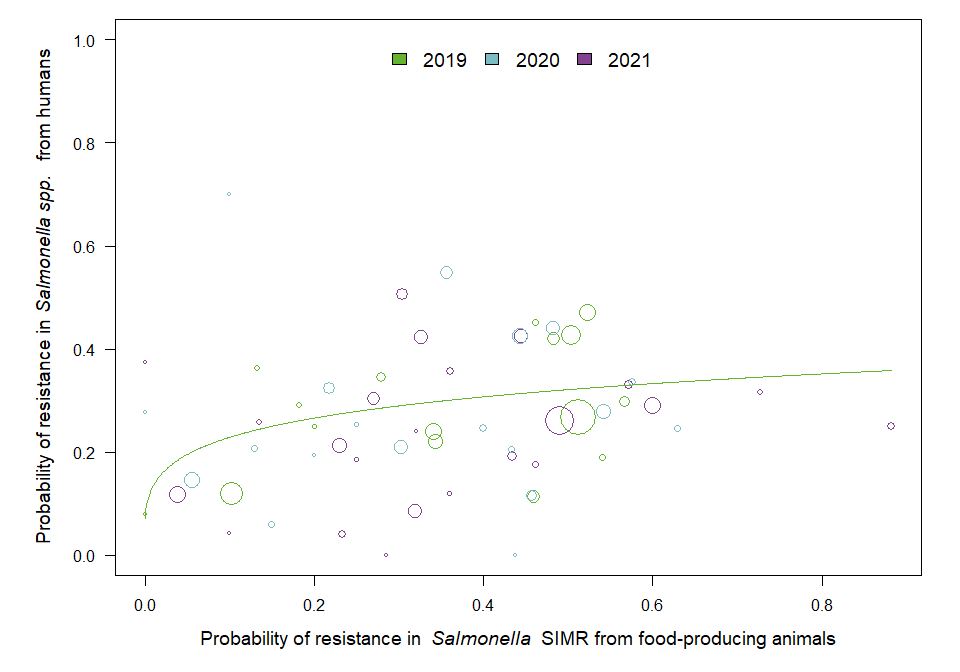 2019 2020 2021
Probability of resistance in Salmonella spp. from humans
1.0
0.8
0.6
0.4
0.2
0.0
0.0 0.2 0.4 0.6 0.8
Probability of resistance in Salmonella SIMR from food-producing animals